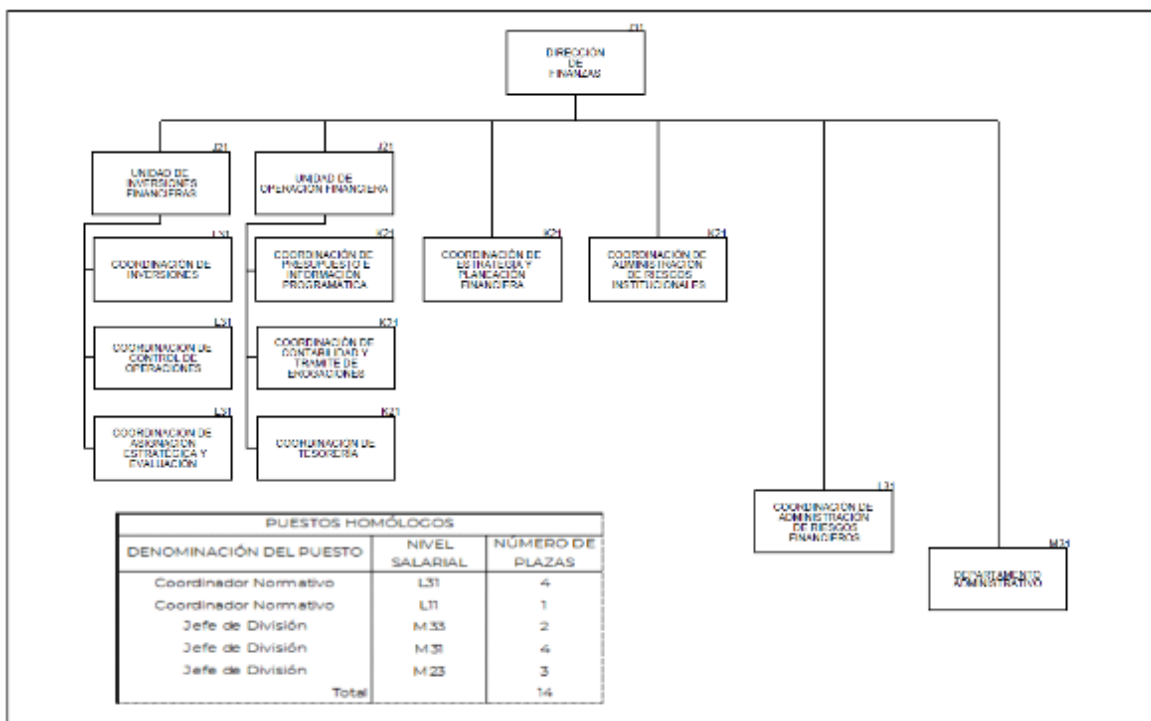 J31
DIRECCIÓN
DE
FINANZAS
J21
UNIDAD DE
INVERSIONES
FINANCIERAS
J21
UNIDAD DE
OPERACIÓN FINANCIERA
L31
COORDINACIÓN DE
INVERSIONES
K21
COORDINACIÓN DE
PRESUPUESTO E
INFORMACIÓN
PROGRAMÁTICA
K21
COORDINACIÓN DE
ESTRATEGIA Y
PLANEACIÓN
FINANCIERA
K21
COORDINACIÓN DE
ADMINISTRACIÓN
DE RIESGOS
INSTITUCIONALES
L31
COORDINACIÓN DE
CONTROL DE
OPERACIONES
K21
COORDINACIÓN DE
CONTABILIDAD Y
TRÁMITE DE
EROGACIONES
L31
COORDINACIÓN DE
ASIGNACIÓN
ESTRATÉGICA Y
EVALUACIÓN
K21
COORDINACIÓN DE
TESORERÍA
L31
COORDINACIÓN DE
ADMINISTRACIÓN
DE RIESGOS
FINANCIEROS
DEPARTAMENTO
ADMINISTRATIVO
PUESTOS HOMÓLOGOS
DENOMINACIÓN DEL PUESTO NIVEL SALARIAL NÚMERO DE PLAZAS
Coordinador Normativo L31 4
Coordinador Normativo L11 1
Jefe de División M33 2
Jefe de División M31 4
Jefe de División M23 3
Total 14